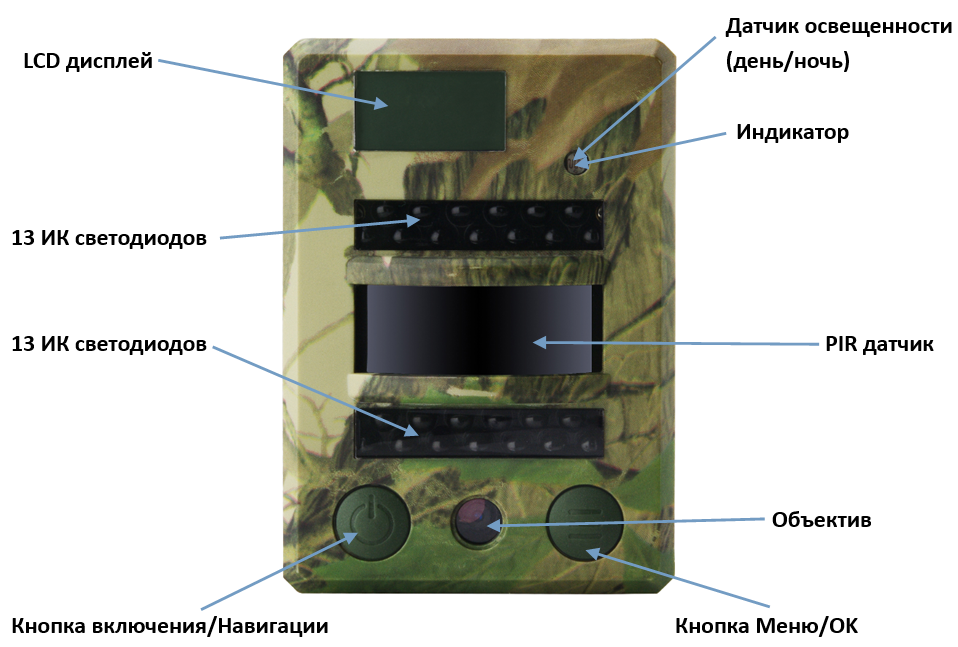 Датчик освещенности
(день/ночь)
LCD дисплей
Индикатор
13 ИК светодиодов
13 ИК светодиодов
PIR датчик
Объектив
Кнопка включения/Навигации
Кнопка Меню/OK